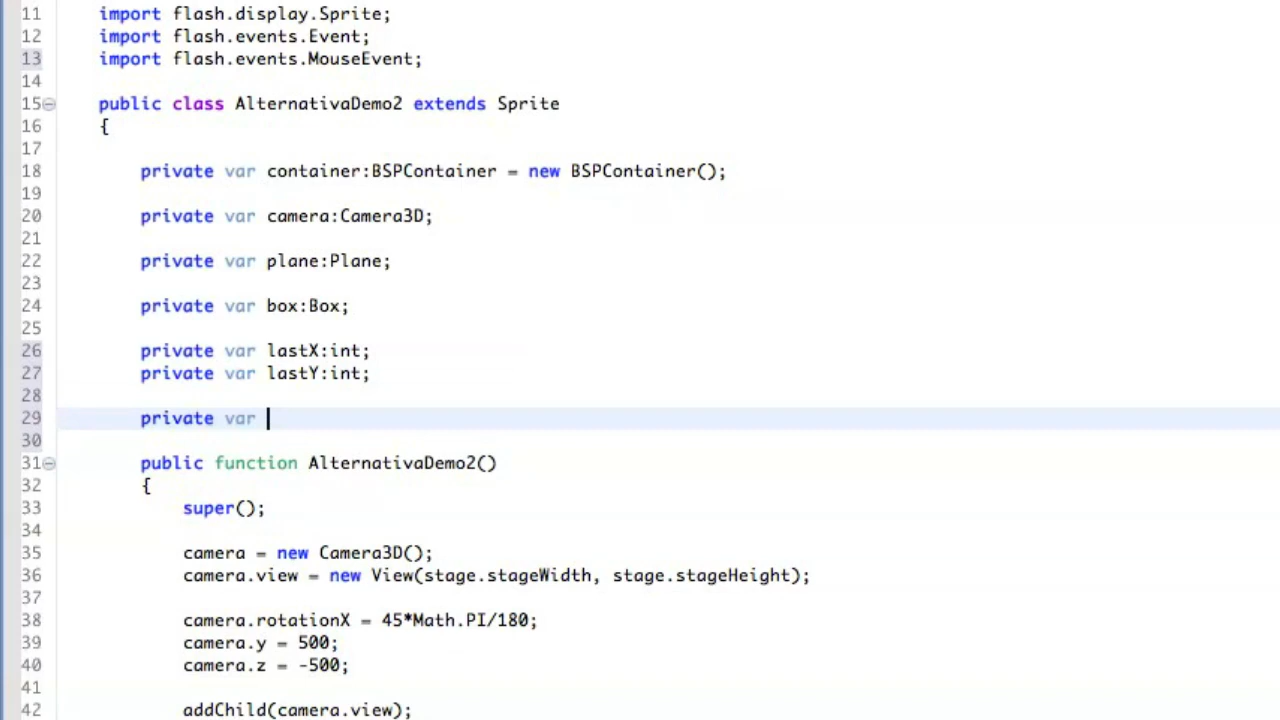 11 import flash.display.Sprite;
12 import flash.events.Event;
13 import flash.events.MouseEvent;
14
15 public class AlternativaDemo2 extends Sprite
16 {
17
18 private var container:BSPContainer = new BSPContainer();
19
20 private var camera:Camera3D;
21
22 private var plane:Plane;
23
24 private var box:Box;
25
26 private var lastX:int;
27 private var lastY:int;
28
29 private var
30
31 public function AlternativaDemo2()
32 {
33 super();
34
35 camera = new Camera3D();
36 camera.view = new View(stage.stageWidth, stage.stageHeight);
37
38 camera.rotationX = 45*Math.PI/180;
39 camera.y = 500;
40 camera.z = -500;
41
42 addChild(camera.view);